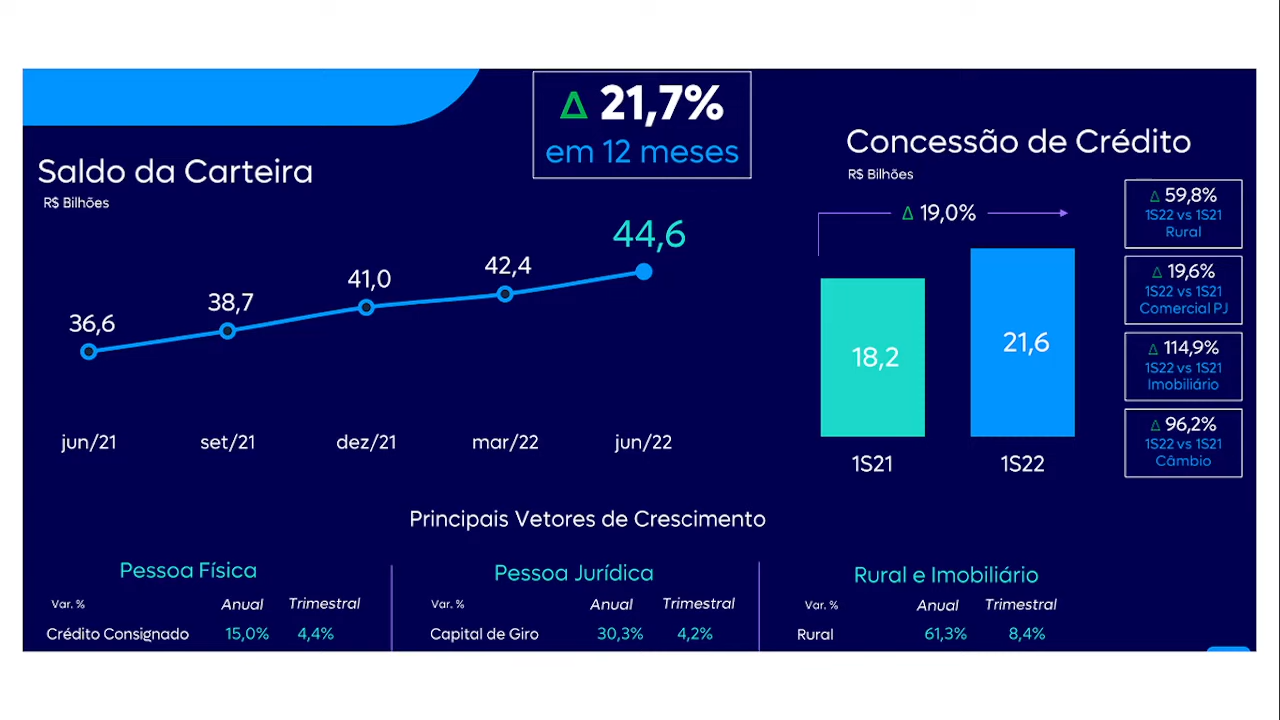 Δ 21,7%
em 12 meses
Saldo da Carteira
R$ Bilhões
36,6
38,7
41,0
42,4
44,6
jun/21
set/21
dez/21
mar/22
jun/22
Concessão de Crédito
R$ Bilhões
Δ 19,0%
18,2
21,6
1S21
1S22
Δ 59,8%
1S22 vs 1S21
Rural
Δ 19,6%
1S22 vs 1S21
Comercial PJ
Δ 114,9%
1S22 vs 1S21
Imobiliário
Δ 96,2%
1S22 vs 1S21
Câmbio
Principais Vetores de Crescimento
Pessoa Física
Var. % Anual Trimestral
Crédito Consignado 15,0% 4,4%
Pessoa Jurídica
Var. % Anual Trimestral
Capital de Giro 30,3% 4,2%
Rural e Imobiliário
Var. % Anual Trimestral
Rural 61,3% 8,4%